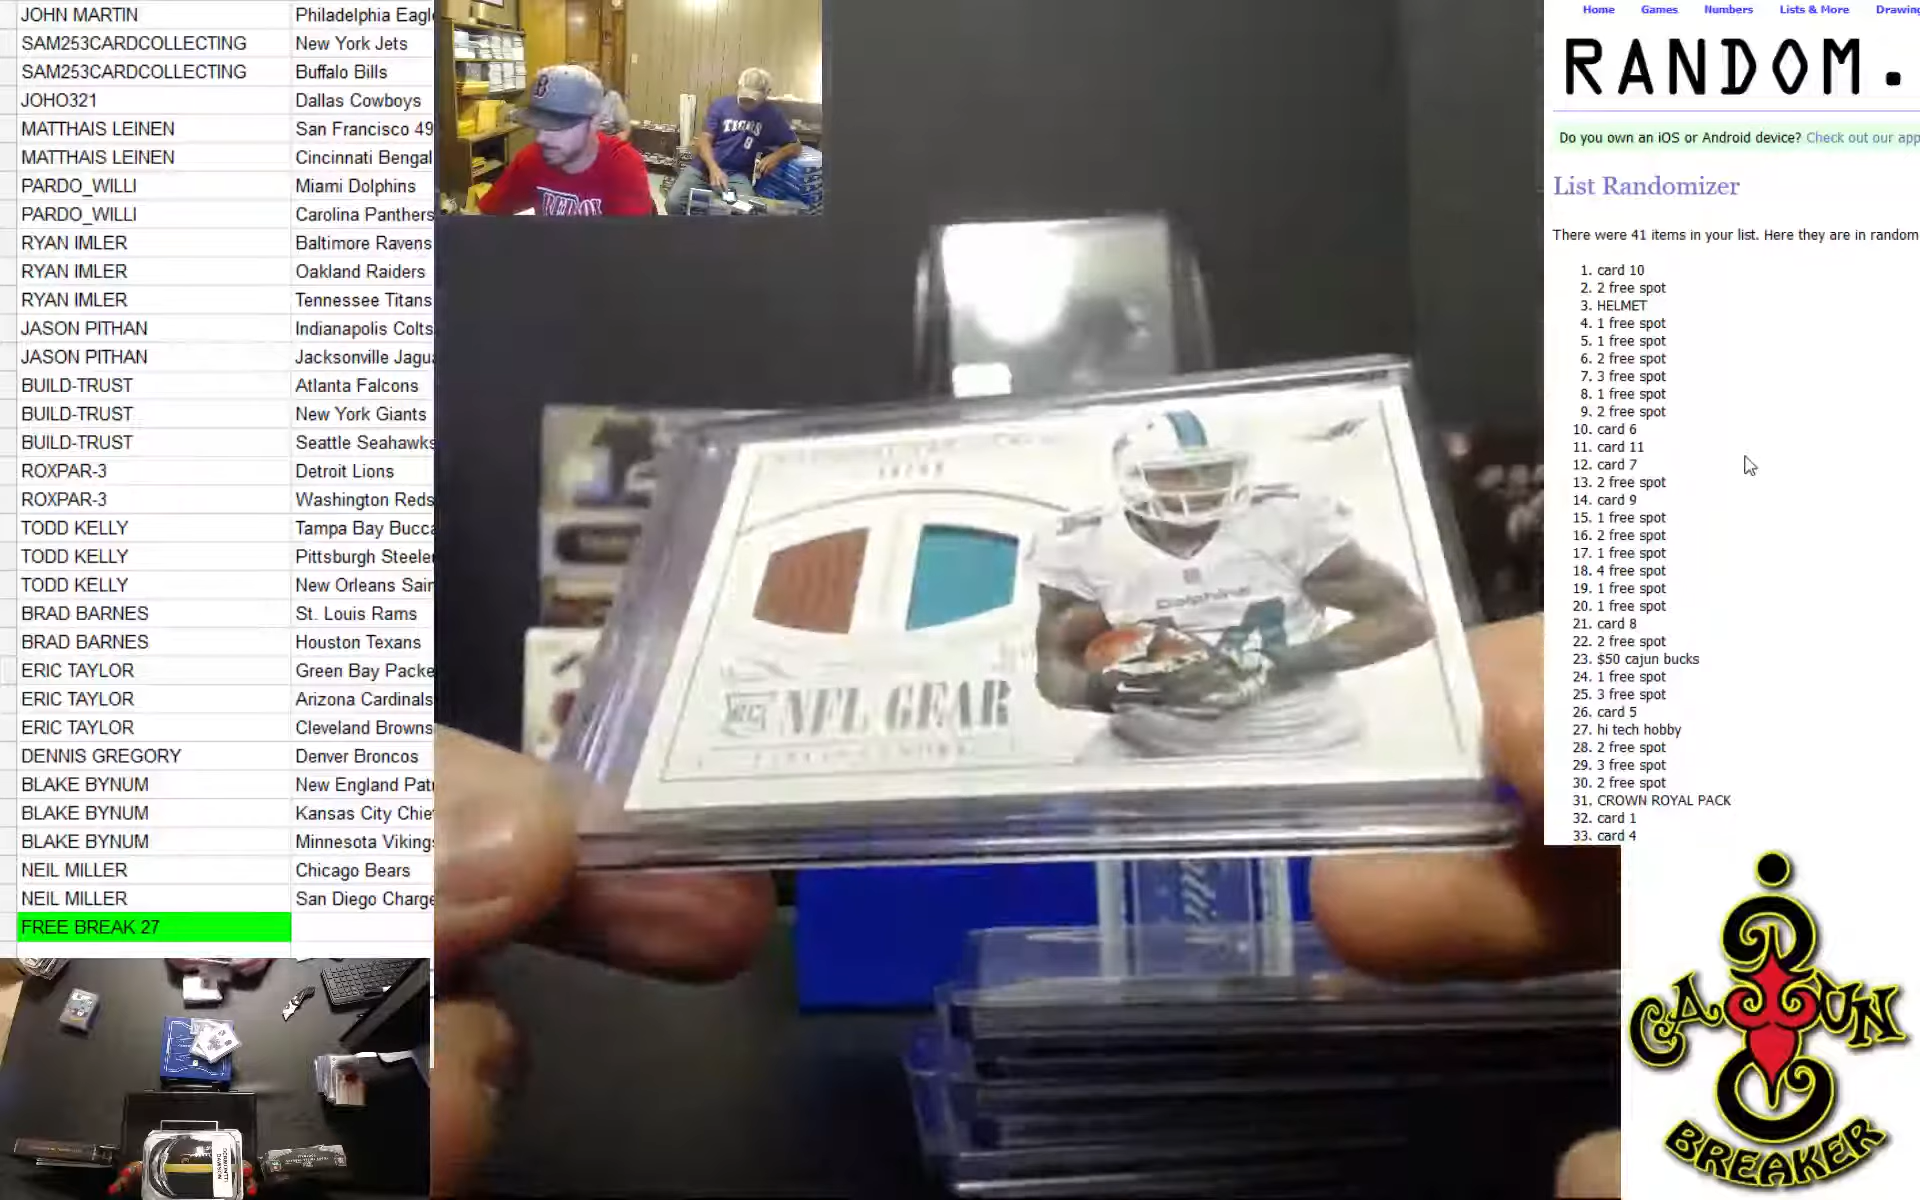 JOHN MARTIN Philadelphia Eagl
SAM253CARDCOLLECTING New York Jets
SAM253CARDCOLLECTING Buffalo Bills
JOHO321 Dallas Cowboys
MATTHAIS LEINEN San Francisco 49
MATTHAIS LEINEN Cincinnati Bengal
PARDO_WILLI Miami Dolphins
PARDO_WILLI Carolina Panthers
RYAN IMLER Baltimore Ravens
RYAN IMLER Oakland Raiders
RYAN IMLER Tennessee Titans
JASON PITHAN Indianapolis Colts
JASON PITHAN Jacksonville Jagu
BUILD-TRUST Atlanta Falcons
BUILD-TRUST New York Giants
BUILD-TRUST Seattle Seahawks
ROXPAR-3 Detroit Lions
ROXPAR-3 Washington Reds
TODD KELLY Tampa Bay Bucca
TODD KELLY Pittsburgh Steeler
TODD KELLY New Orleans Sain
BRAD BARNES St. Louis Rams
BRAD BARNES Houston Texans
ERIC TAYLOR Green Bay Packe
ERIC TAYLOR Arizona Cardinals
ERIC TAYLOR Cleveland Browns
DENNIS GREGORY Denver Broncos
BLAKE BYNUM New England Patr
BLAKE BYNUM Kansas City Chie
BLAKE BYNUM Minnesota Viking
NEIL MILLER Chicago Bears
NEIL MILLER San Diego Charge
FREE BREAK 27
B
TIGERS
8
Dolphins
NFL GEAR
Home Games Numbers Lists & More Drawing
RANDOM.
Do you own an iOS or Android device? Check out our app
List Randomizer
There were 41 items in your list. Here they are in random
1. card 10
2. 2 free spot
3. HELMET
4. 1 free spot
5. 1 free spot
6. 2 free spot
7. 3 free spot
8. 1 free spot
9. 2 free spot
10. card 6
11. card 11
12. card 7
13. 2 free spot
14. card 9
15. 1 free spot
16. 2 free spot
17. 1 free spot
18. 4 free spot
19. 1 free spot
20. 1 free spot
21. card 8
22. 2 free spot
23. $50 cajun bucks
24. 1 free spot
25. 3 free spot
26. card 5
27. hi tech hobby
28. 2 free spot
29. 3 free spot
30. 2 free spot
31. CROWN ROYAL PACK
32. card 1
33. card 4
CAJUN
BREAKER